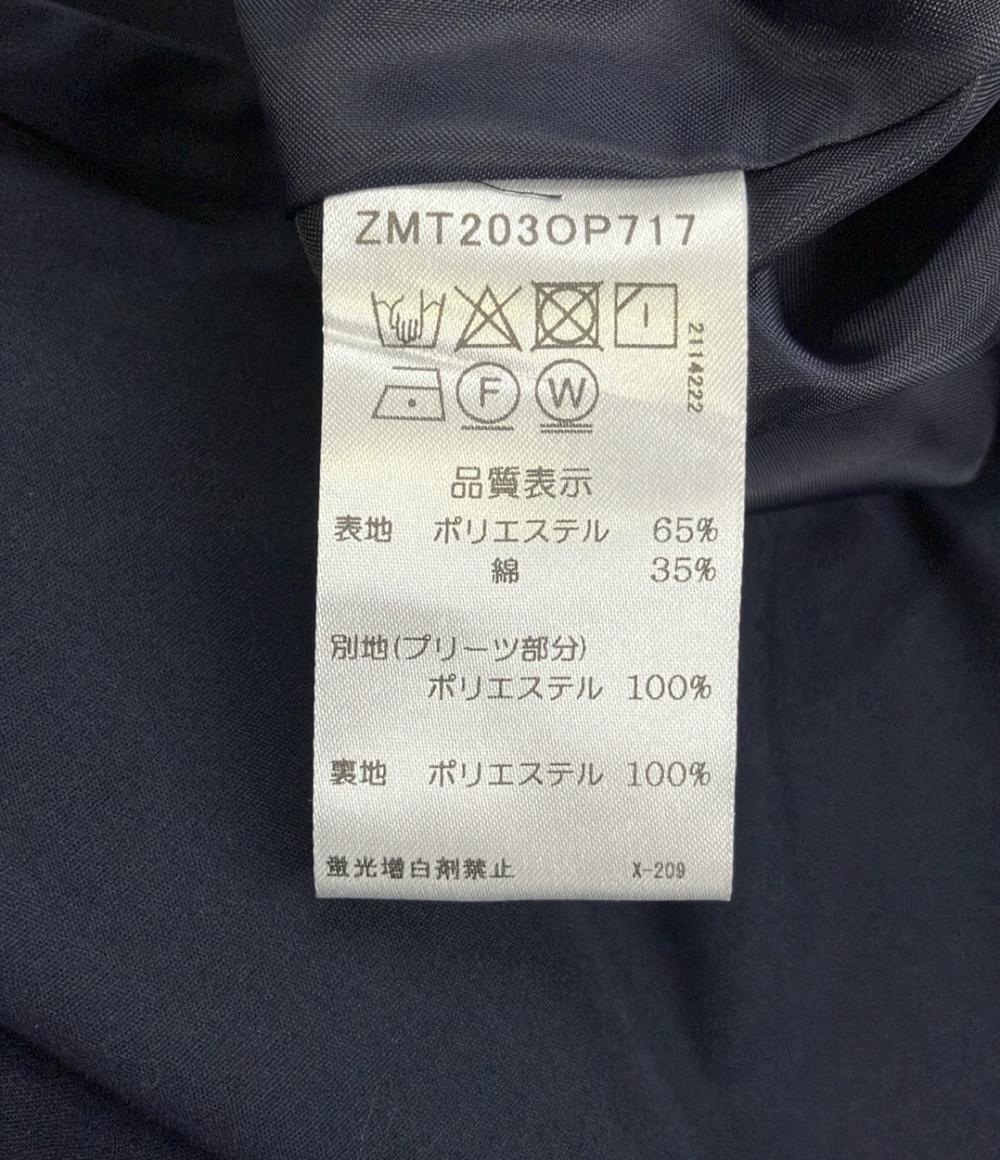 ZMT203OP717
2114222
F W
品質表示
表地 ポリエステル 65%
綿 35%
別地(プリーツ部分)
ポリエステル 100%
裏地 ポリエステル 100%
蛍光増白剤禁止 X-209